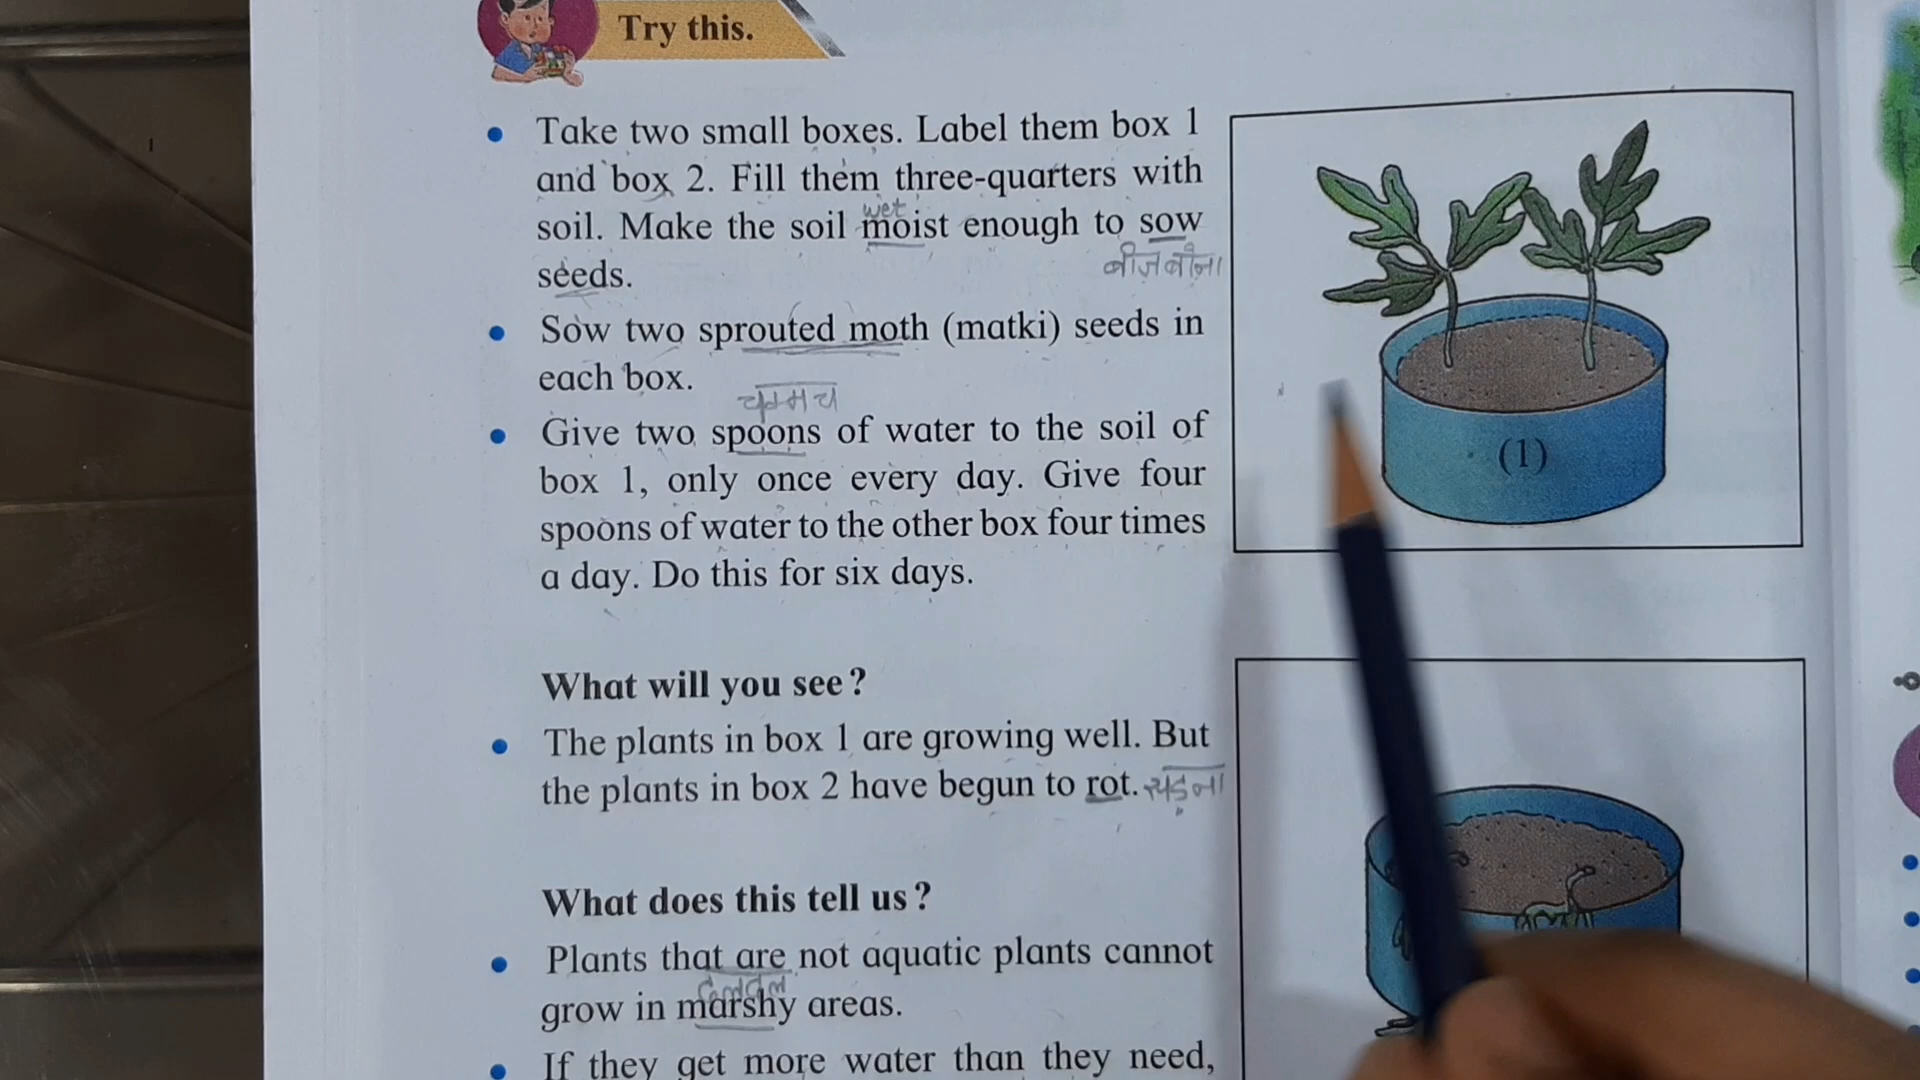 Try this.
• Take two small boxes. Label them box 1
and box 2. Fill them three-quarters with
wet
soil. Make the soil moist enough to sow
बीज बोना
seeds.
• Sow two sprouted moth (matki) seeds in
each box.
चम्मच
• Give two spoons of water to the soil of
box 1, only once every day. Give four
spoons of water to the other box four times
a day. Do this for six days.
(1)
What will you see?
• The plants in box 1 are growing well. But
the plants in box 2 have begun to rot. सड़ना
What does this tell us?
• Plants that are not aquatic plants cannot
दलदल
grow in marshy areas.
• If they get more water than they need,